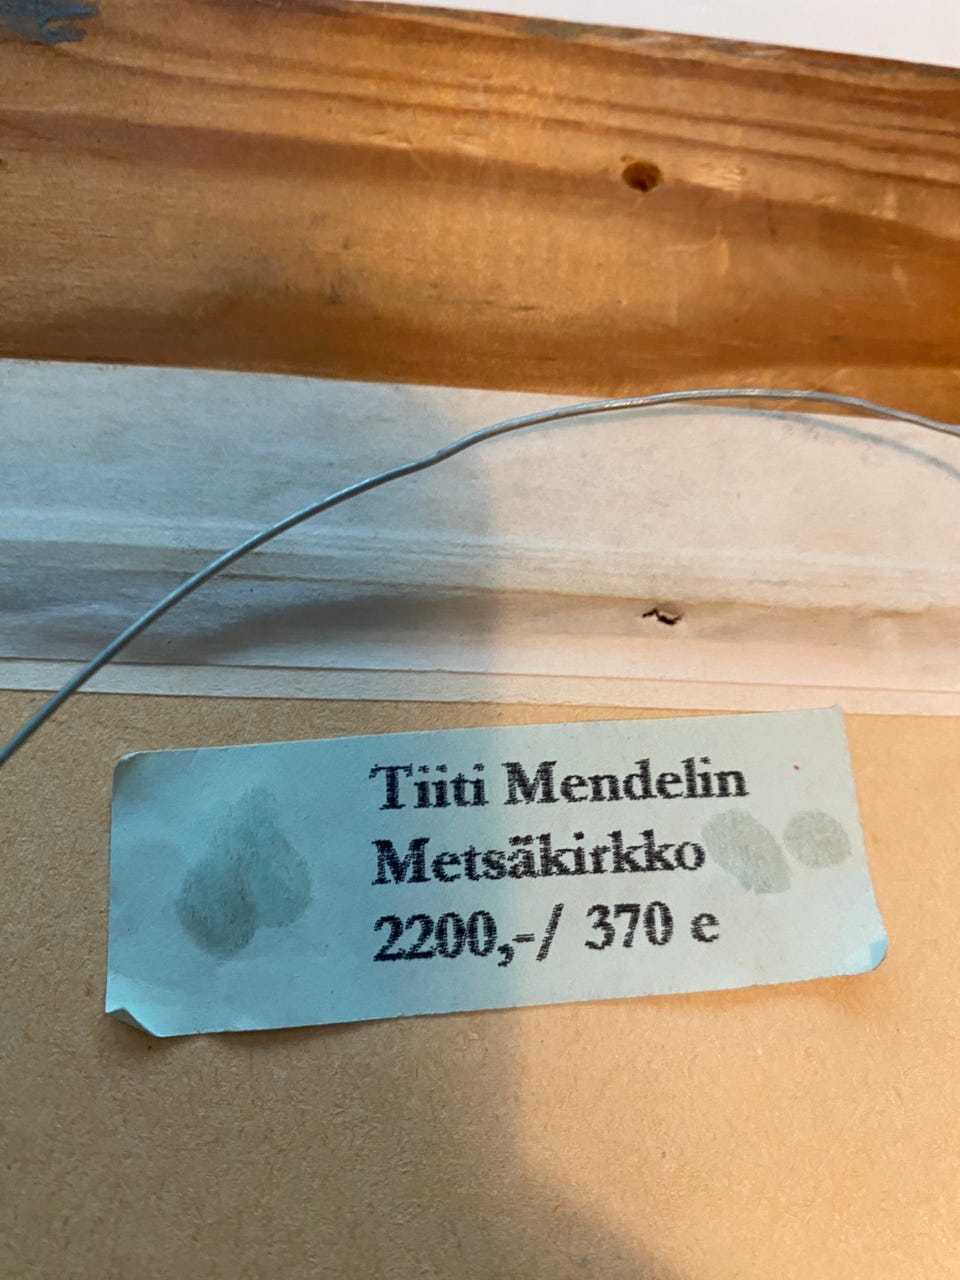 Tiiti Mendelin
Metsäkirkko
2200,-/ 370 e